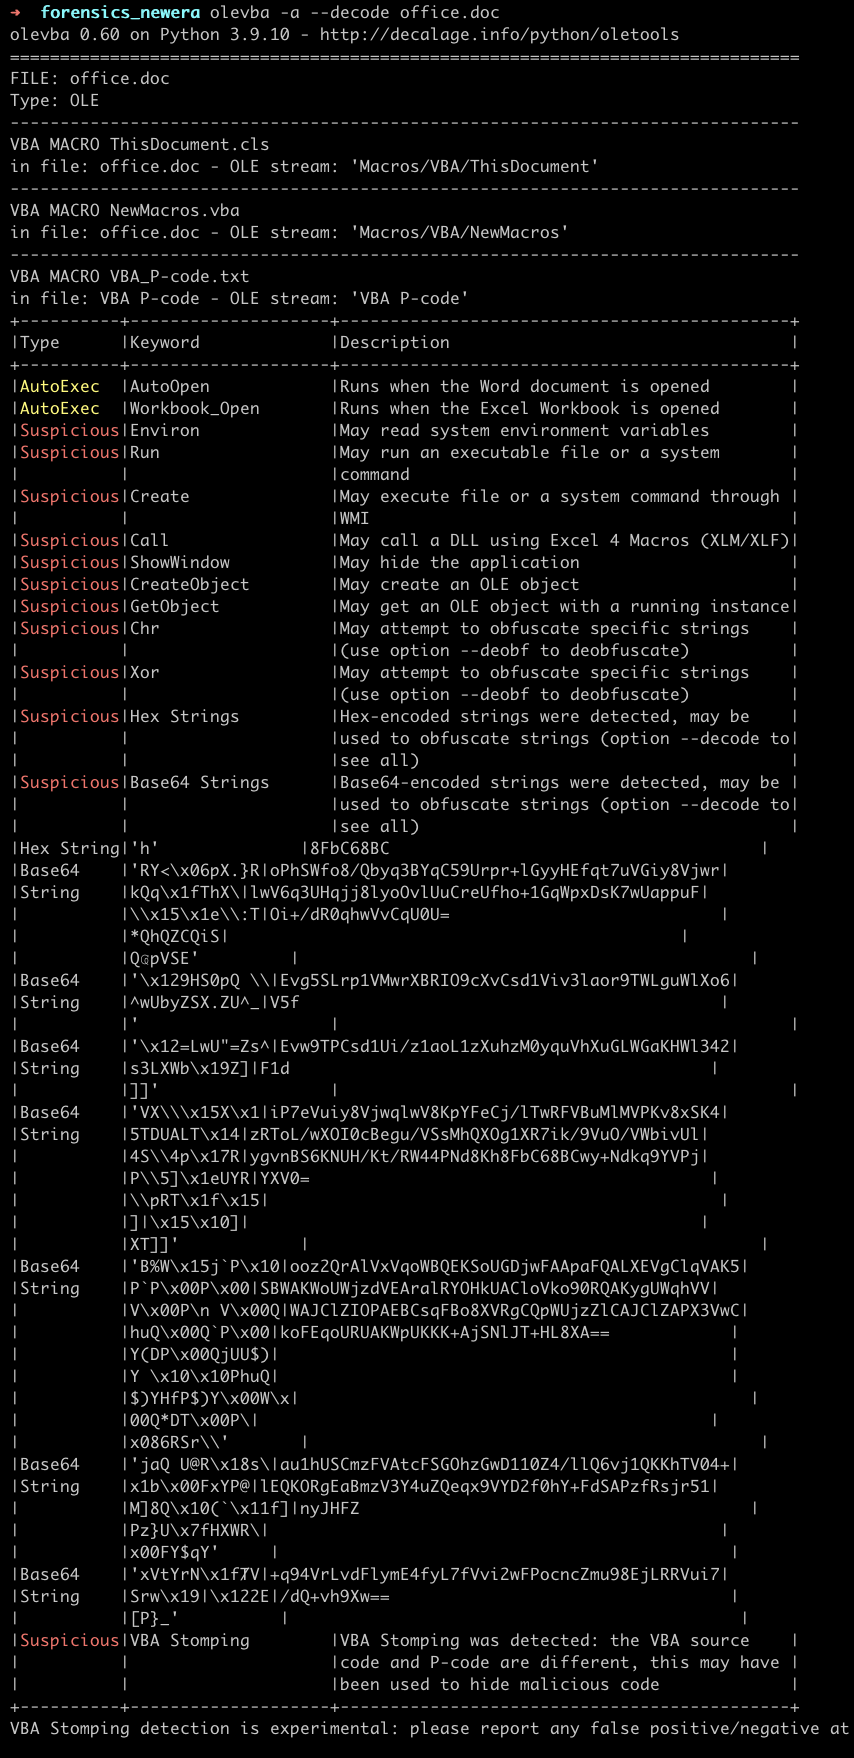 ➜  forensics_newera olevba -a --decode office.doc
olevba 0.60 on Python 3.9.10 - http://decalage.info/python/oletools
===============================================================================
FILE: office.doc
Type: OLE
-------------------------------------------------------------------------------
VBA MACRO ThisDocument.cls
in file: office.doc - OLE stream: 'Macros/VBA/ThisDocument'
-------------------------------------------------------------------------------
VBA MACRO NewMacros.vba
in file: office.doc - OLE stream: 'Macros/VBA/NewMacros'
-------------------------------------------------------------------------------
VBA MACRO VBA_P-code.txt
in file: VBA P-code - OLE stream: 'VBA P-code'
+----------+--------------------+---------------------------------------------+
|Type      |Keyword             |Description                                  |
+----------+--------------------+---------------------------------------------+
|AutoExec  |AutoOpen            |Runs when the Word document is opened        |
|AutoExec  |Workbook_Open       |Runs when the Excel Workbook is opened       |
|Suspicious|Environ             |May read system environment variables        |
|Suspicious|Run                 |May run an executable file or a system       |
|          |                    |command                                      |
|Suspicious|Create              |May execute file or a system command through |
|          |                    |WMI                                          |
|Suspicious|Call                |May call a DLL using Excel 4 Macros (XLM/XLF)|
|Suspicious|ShowWindow          |May hide the application                     |
|Suspicious|CreateObject        |May create an OLE object                     |
|Suspicious|GetObject           |May get an OLE object with a running instance|
|Suspicious|Chr                 |May attempt to obfuscate specific strings    |
|          |                    |(use option --deobf to deobfuscate)          |
|Suspicious|Xor                 |May attempt to obfuscate specific strings    |
|          |                    |(use option --deobf to deobfuscate)          |
|Suspicious|Hex Strings         |Hex-encoded strings were detected, may be    |
|          |                    |used to obfuscate strings (option --decode to|
|          |                    |see all)                                     |
|Suspicious|Base64 Strings      |Base64-encoded strings were detected, may be |
|          |                    |used to obfuscate strings (option --decode to|
|          |                    |see all)                                     |
|Hex String|'h'              |8FbC68BC                                     |
|Base64    |'RY<\x06pX.}R|oPhSWfo8/Qbyq3BYqC59Urpr+lGyyHEfqt7uVGiy8Vjwr|
|String    |kQq\x1fThX\|lwV6q3UHqjj8lyoOvlUuCreUfho+1GqWpxDsK7wUappuF|
|          |\\x15\x1e\\:T|Oi+/dR0qhwVvCqU0U=                           |
|          |*QhQZCQiS|                                             |
|          |Q@pVSE'         |                                             |
|Base64    |'\x129HS0pQ \\|Evg5SLrp1VMwrXBRIO9cXvCsd1Viv3laor9TWLguWlXo6|
|String    |^wUbyZSX.ZU^_|V5f                                          |
|          |'                   |                                             |
|Base64    |'\x12=LwU"=Zs^|Evw9TPCsd1Ui/z1aoL1zXuhzM0yquVhXuGLWGaKHWl342|
|String    |s3LXWb\x19Z]|F1d                                          |
|          |]]'                 |                                             |
|Base64    |'VX\\\x15X\x1|iP7eVuiy8VjwqlwV8KpYFeCj/lTwRFVBuMlMVPKv8xSK4|
|String    |5TDUALT\x14|zRToL/wXOI0cBegu/VSsMhQXOg1XR7ik/9VuO/VWbivUl|
|          |4S\\4p\x17R|ygvnBS6KNUH/Kt/RW44PNd8Kh8FbC68BCwy+Ndkq9YVPj|
|          |P\\5]\x1eUYR|YXV0=                                        |
|          |\\pRT\x1f\x15|                                             |
|          |]|\x15\x10]|                                             |
|          |XT]]'            |                                             |
|Base64    |'B%W\x15j`P\x10|ooz2QrAlVxVqoWBQEKSoUGDjwFAApaFQALXEVgClqVAK5|
|String    |P`P\x00P\x00|SBWAKWoUWjzdVEAralRYOHkUACloVko90RQAKygUWqhVV|
|          |V\x00P\n V\x00Q|WAJClZIOPAEBCsqFBo8XVRgCQpWUjzZlCAJClZAPX3VwC|
|          |huQ\x00Q`P\x00|koFEqoURUAKWpUKKK+AjSNlJT+HL8XA==            |
|          |Y(DP\x00QjUU$)|                                             |
|          |Y \x10\x10PhuQ|                                             |
|          |$)YHfP$)Y\x00W\x|                                             |
|          |00Q*DT\x00P\|                                             |
|          |x086RSr\\'       |                                             |
|Base64    |'jaQ U@R\x18s\|au1hUSCmzFVAtcFSGOhzGwD110Z4/llQ6vj1QKKhTV04+|
|String    |x1b\x00FxYP@|lEQKORgEaBmzV3Y4uZQeqx9VYD2f0hY+FdSAPzfRsjr51|
|          |M]8Q\x10(`\x11f]|nyJHFZ                                       |
|          |Pz}U\x7fHXWR\|                                             |
|          |x00FY$qY'     |                                             |
|Base64    |+q94VrLvdFlymE4fyL7fVvi2wFPocncZmu98EjLRRVui7|
|String    |Srw\x19|\x122E|/dQ+vh9Xw==                                  |
|          |[P}_'          |                                             |
|Suspicious|VBA Stomping        |VBA Stomping was detected: the VBA source    |
|          |                    |code and P-code are different, this may have |
|          |                    |been used to hide malicious code             |
+----------+--------------------+---------------------------------------------+
VBA Stomping detection is experimental: please report any false positive/negative at